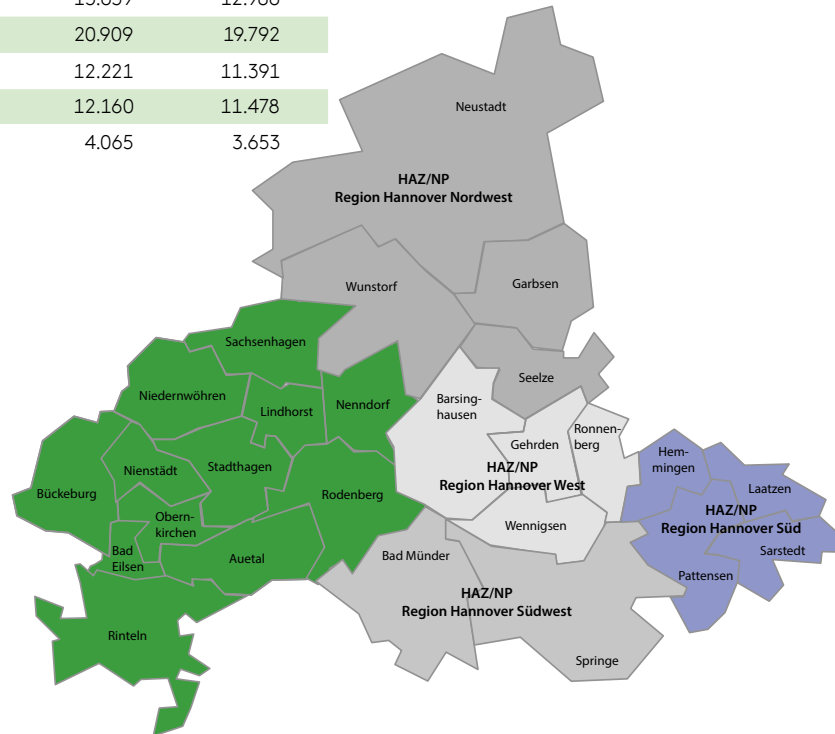 20.909 19.792
12.221 11.391
12.160 11.478
4.065 3.653
Neustadt
HAZ/NP
Region Hannover Nordwest
Wunstorf
Garbsen
Sachsenhagen
Seelze
Niedernwöhren
Lindhorst
Nenndorf
Barsing-
hausen
Gehrden
Ronnen-
berg
HAZ/NP
Region Hannover West
Hem-
mingen
Laatzen
Bückeburg
Nienstädt
Stadthagen
Rodenberg
HAZ/NP
Region Hannover Süd
Obern-
kirchen
Wennigsen
Sarstedt
Bad
Eilsen
Auetal
Bad Münder
Pattensen
HAZ/NP
Region Hannover Südwest
Rinteln
Springe